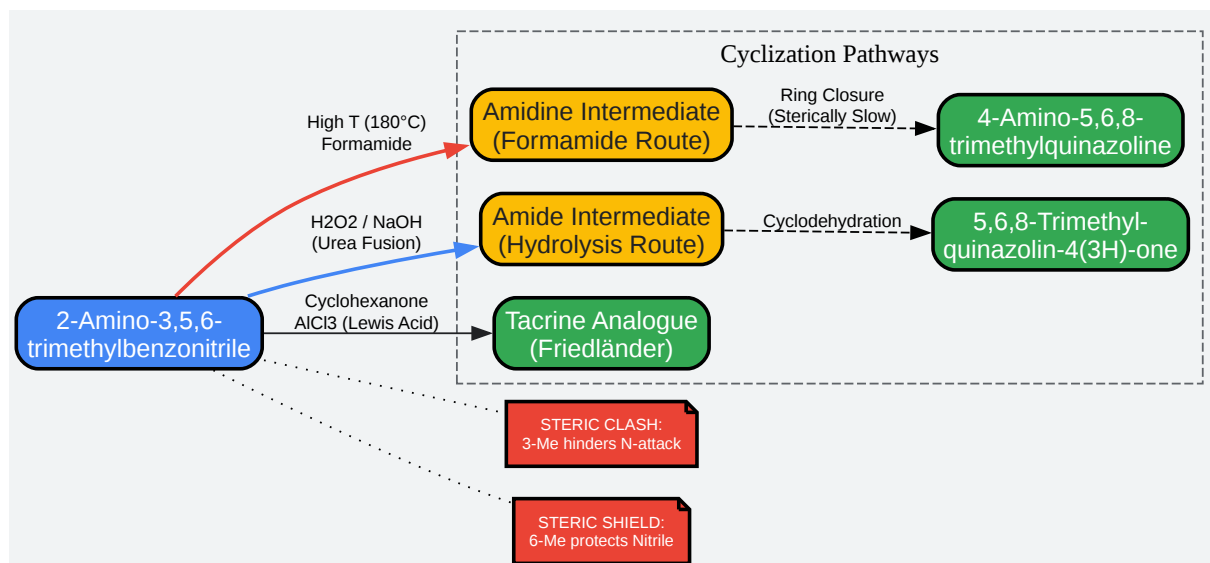 Cyclization Pathways
High T (180°C)
Formamide
Amidine Intermediate
(Formamide Route)
Ring Closure
(Sterically Slow)
4-Amino-5,6,8-
trimethylquinazoline
H2O2 / NaOH
(Urea Fusion)
Amide Intermediate
(Hydrolysis Route)
Cyclodehydration
5,6,8-Trimethyl-
quinazolin-4(3H)-one
2-Amino-3,5,6-
trimethylbenzonitrile
Cyclohexanone
AlCl3 (Lewis Acid)
Tacrine Analogue
(Friedländer)
STERIC CLASH:
3-Me hinders N-attack
STERIC SHIELD:
6-Me protects Nitrile